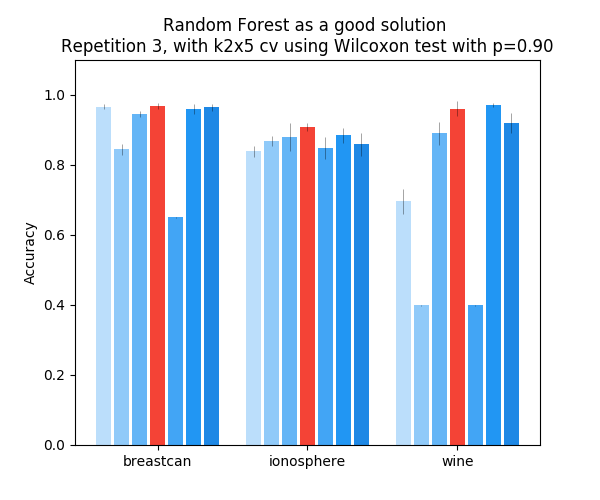 Random Forest as a good solution
Repetition 3, with k2x5 cv using Wilcoxon test with p=0.90
1.0
0.8
0.6
0.4
0.2
0.0
Accuracy
breastcan ionosphere wine